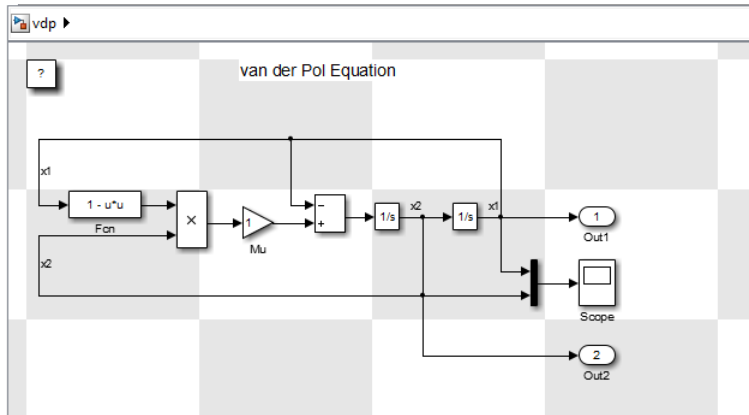 vdp
?
van der Pol Equation
x1
1 - u*u
Fcn
×
1
Mu
−
+
1/s
x2
1/s
x1
1
Out1
x2
Scope
2
Out2